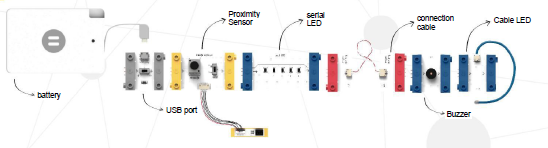 Proximity
Sensor
serial
LED
connection
cable
Cable LED
battery
USB port
Buzzer